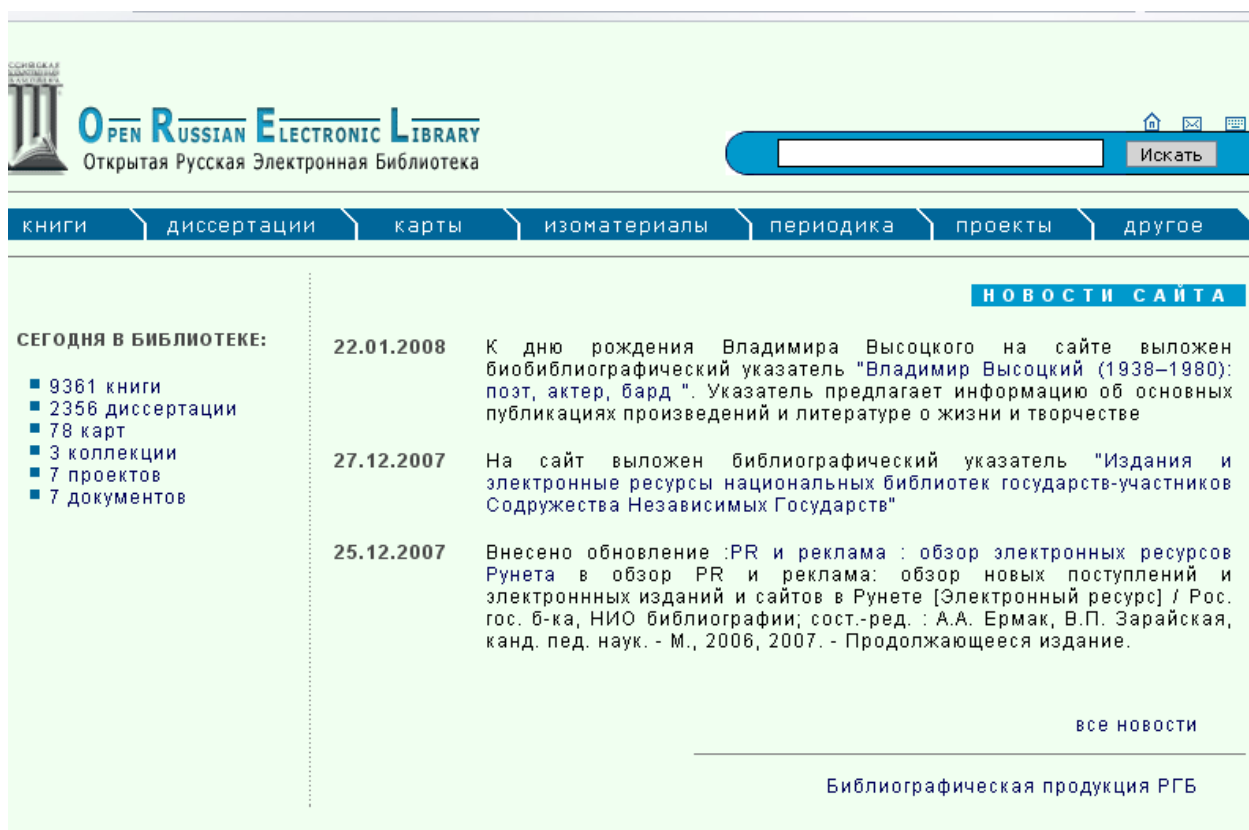 OPEN RUSSIAN ELECTRONIC LIBRARY
Открытая Русская Электронная Библиотека
Искать
книги
диссертации
карты
изоматериалы
периодика
проекты
другое
НОВОСТИ САЙТА
СЕГОДНЯ В БИБЛИОТЕКЕ:
9361 книги
2356 диссертации
78 карт
3 коллекции
7 проектов
7 документов
22.01.2008
К дню рождения Владимира Высоцкого на сайте выложен
биобиблиографический указатель "Владимир Высоцкий (1938–1980):
поэт, актер, бард ". Указатель предлагает информацию об основных
публикациях произведений и литературе о жизни и творчестве
27.12.2007
На сайт выложен библиографический указатель "Издания и
электронные ресурсы национальных библиотек государств-участников
Содружества Независимых Государств"
25.12.2007
Внесено обновление :PR и реклама : обзор электронных ресурсов
Рунета в обзор PR и реклама: обзор новых поступлений и
электроннных изданий и сайтов в Рунете [Электронный ресурс] / Рос.
гос. б-ка, НИО библиографии; сост.-ред. : А.А. Ермак, В.П. Зарайская,
канд. пед. наук. - М., 2006, 2007. - Продолжающееся издание.
все новости
Библиографическая продукция РГБ